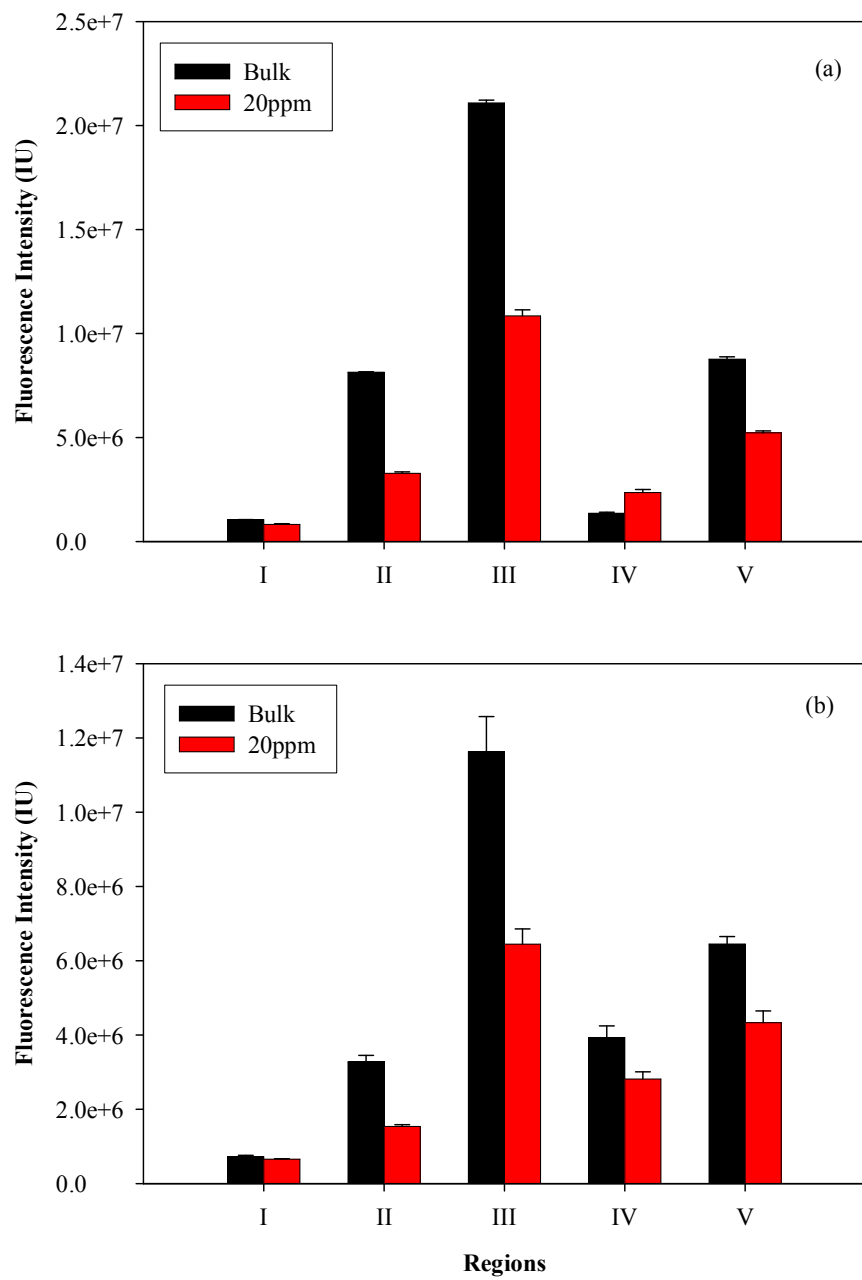 2.5e+7
Bulk
20ppm
(a)
2.0e+7
1.5e+7
1.0e+7
5.0e+6
0.0
Fluorescence Intensity (IU)
I II III IV V
1.4e+7
Bulk
20ppm
(b)
1.2e+7
1.0e+7
8.0e+6
6.0e+6
4.0e+6
2.0e+6
0.0
Fluorescence Intensity (IU)
I II III IV V
Regions